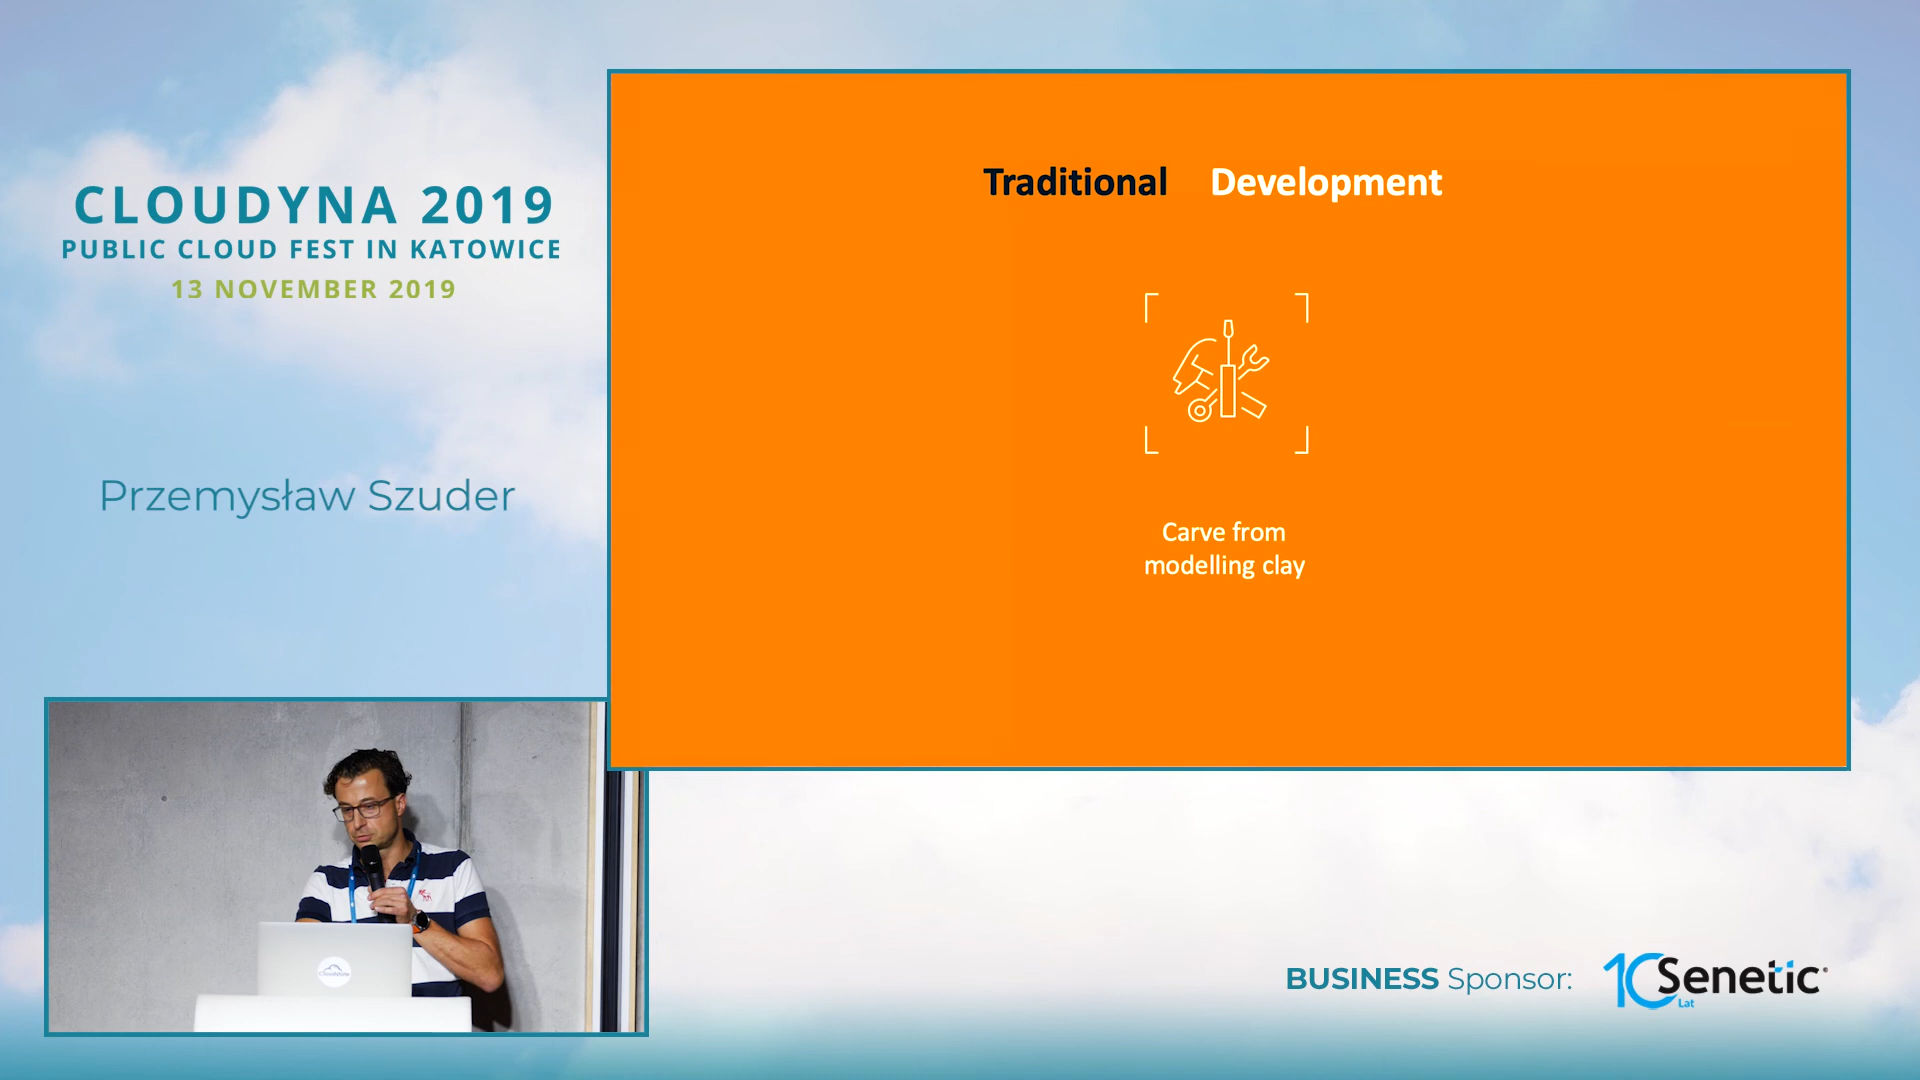 CLOUDYNA 2019
PUBLIC CLOUD FEST IN KATOWICE
13 NOVEMBER 2019
Przemysław Szuder
Traditional Development
Carve from
modelling clay
BUSINESS Sponsor:
10 Lat Senetic